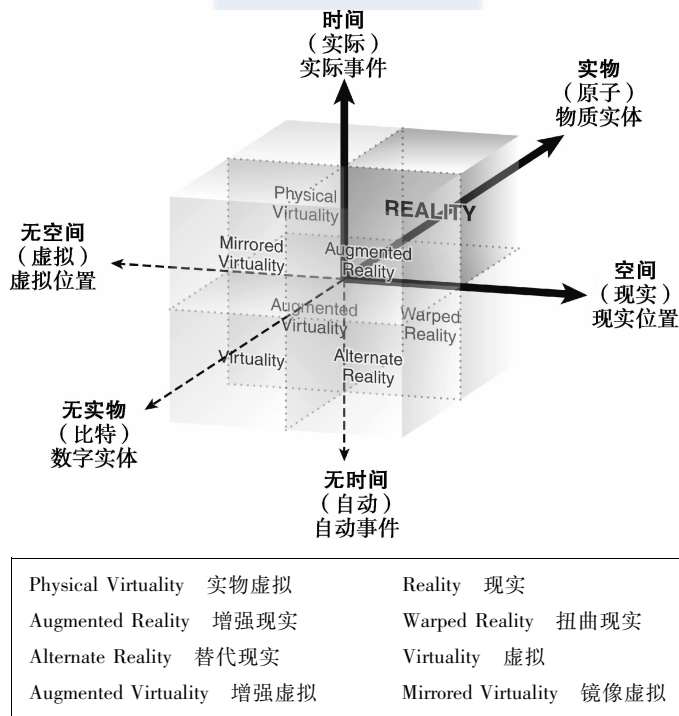 时间
（实际）
实际事件
实物
（原子）
物质实体
Physical
Virtuality
REALITY
无空间
（虚拟）
虚拟位置
Mirrored
Virtuality
Augmented
Reality
空间
（现实）
现实位置
Augmented
Virtuality
Warped
Reality
Virtuality
Alternate
Reality
无实物
（比特）
数字实体
无时间
（自动）
自动事件
Physical Virtuality 实物虚拟
Reality 现实
Augmented Reality 增强现实
Warped Reality 扭曲现实
Alternate Reality 替代现实
Virtuality 虚拟
Augmented Virtuality 增强虚拟
Mirrored Virtuality 镜像虚拟